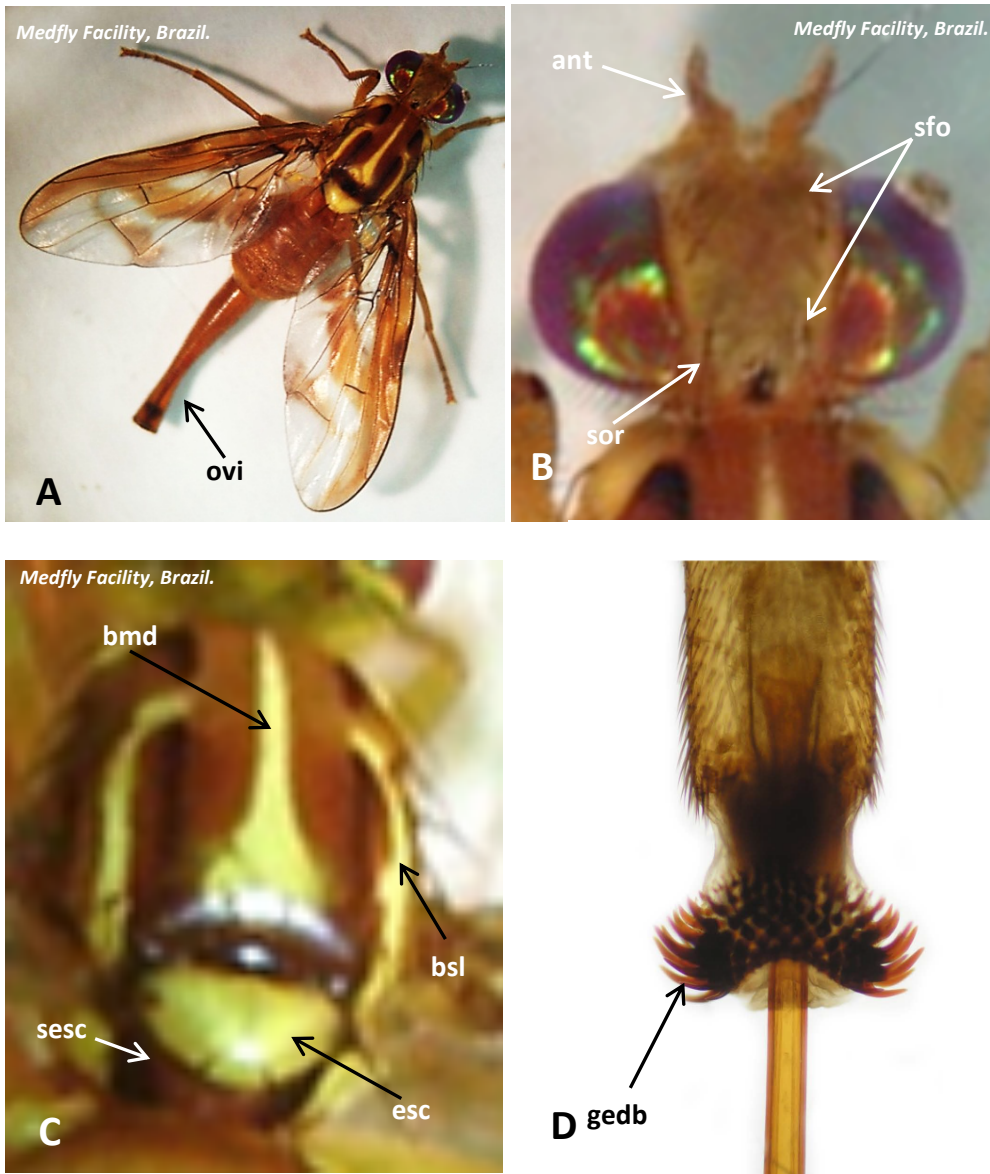 Medfly Facility, Brazil.
ovi
A
Medfly Facility, Brazil.
ant
sfo
sor
B
Medfly Facility, Brazil.
bmd
bsl
sesc
esc
C
gedb
D